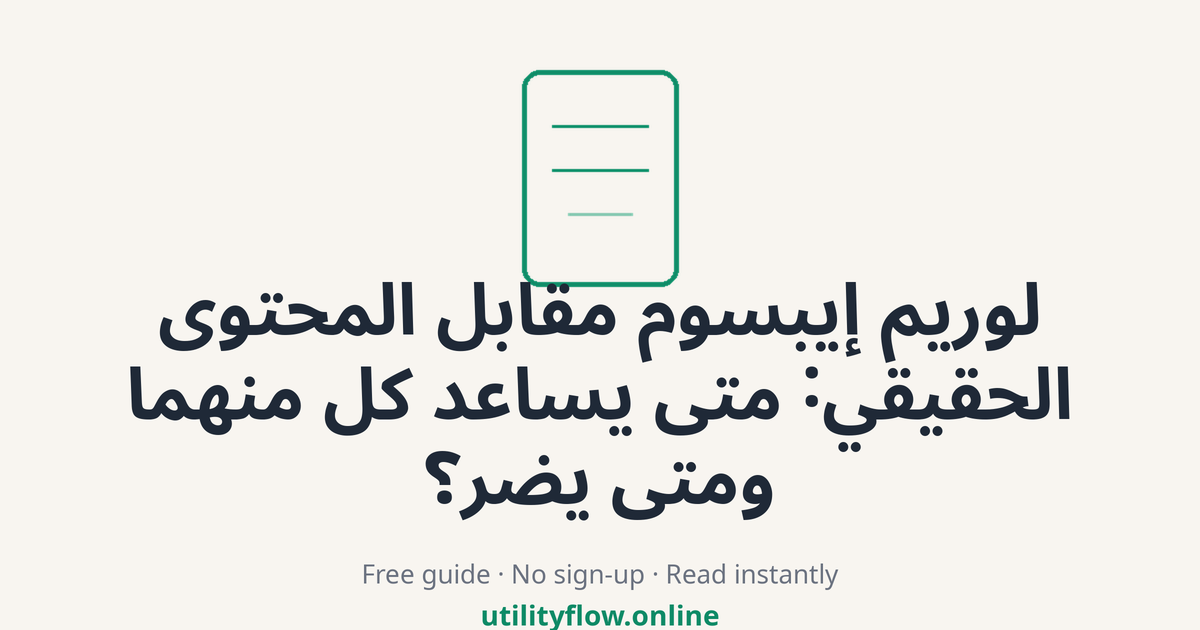 لوريم إيبسوم مقابل المحتوى
الحقيقي: متى يساعد كل منهما
ومتى يضر؟
Free guide · No sign-up · Read instantly
utilityflow.online